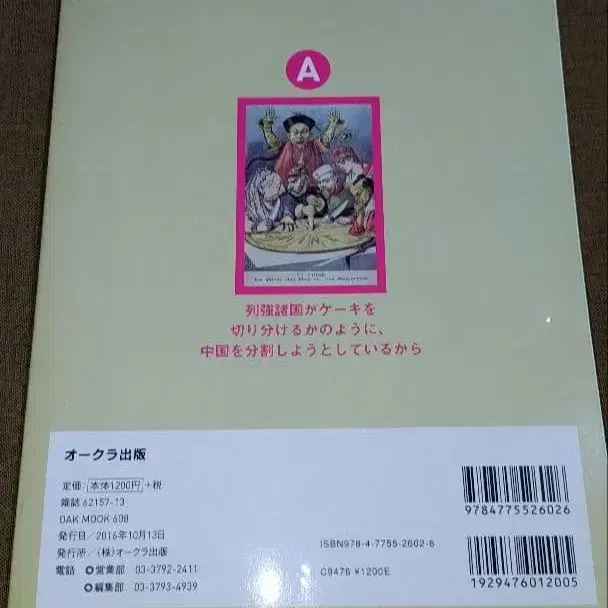 A
列強諸国がケーキを
切り分けるかのように、
中国を分割しようとしているから
オークラ出版
定価:本体1200円+税
雑誌 62157-13
OAK MOOK 608
発行日/2016年10月13日
発行所/(株)オークラ出版
電話 営業部 03-3792-2411
編集部 03-3793-4939
ISBN978-4-7755-2602-6
C9476 ¥1200E
9784775526026
1929476012005